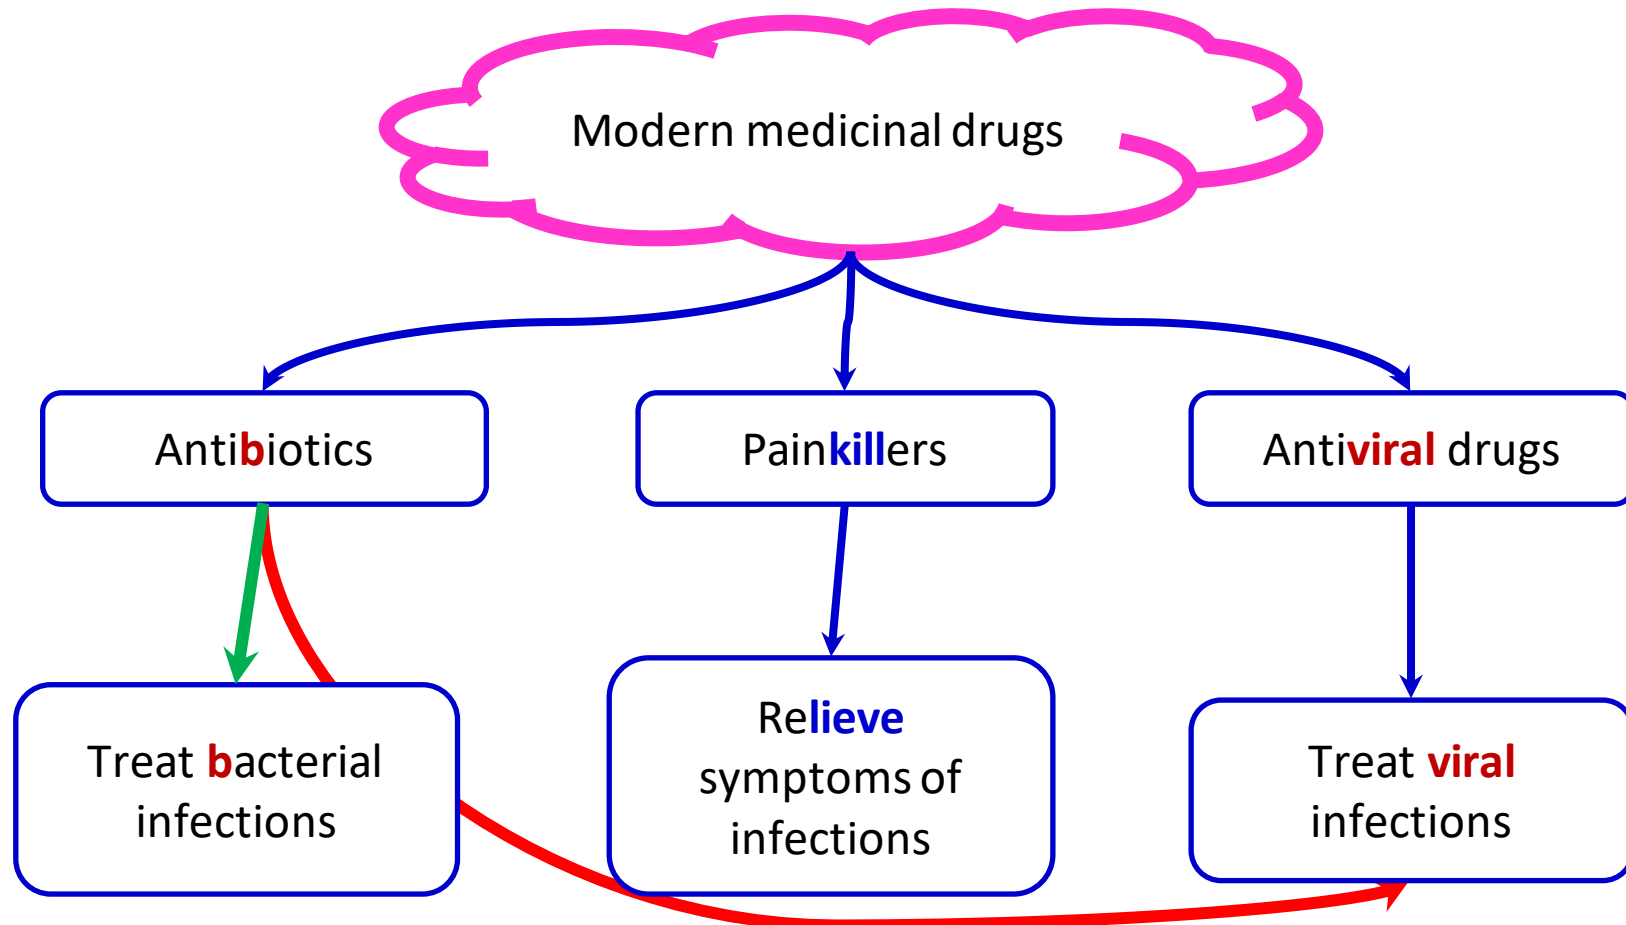 Modern medicinal drugs
Antibiotics
Painkillers
Antiviral drugs
Treat bacterial
infections
Relieve
symptoms of
infections
Treat viral
infections